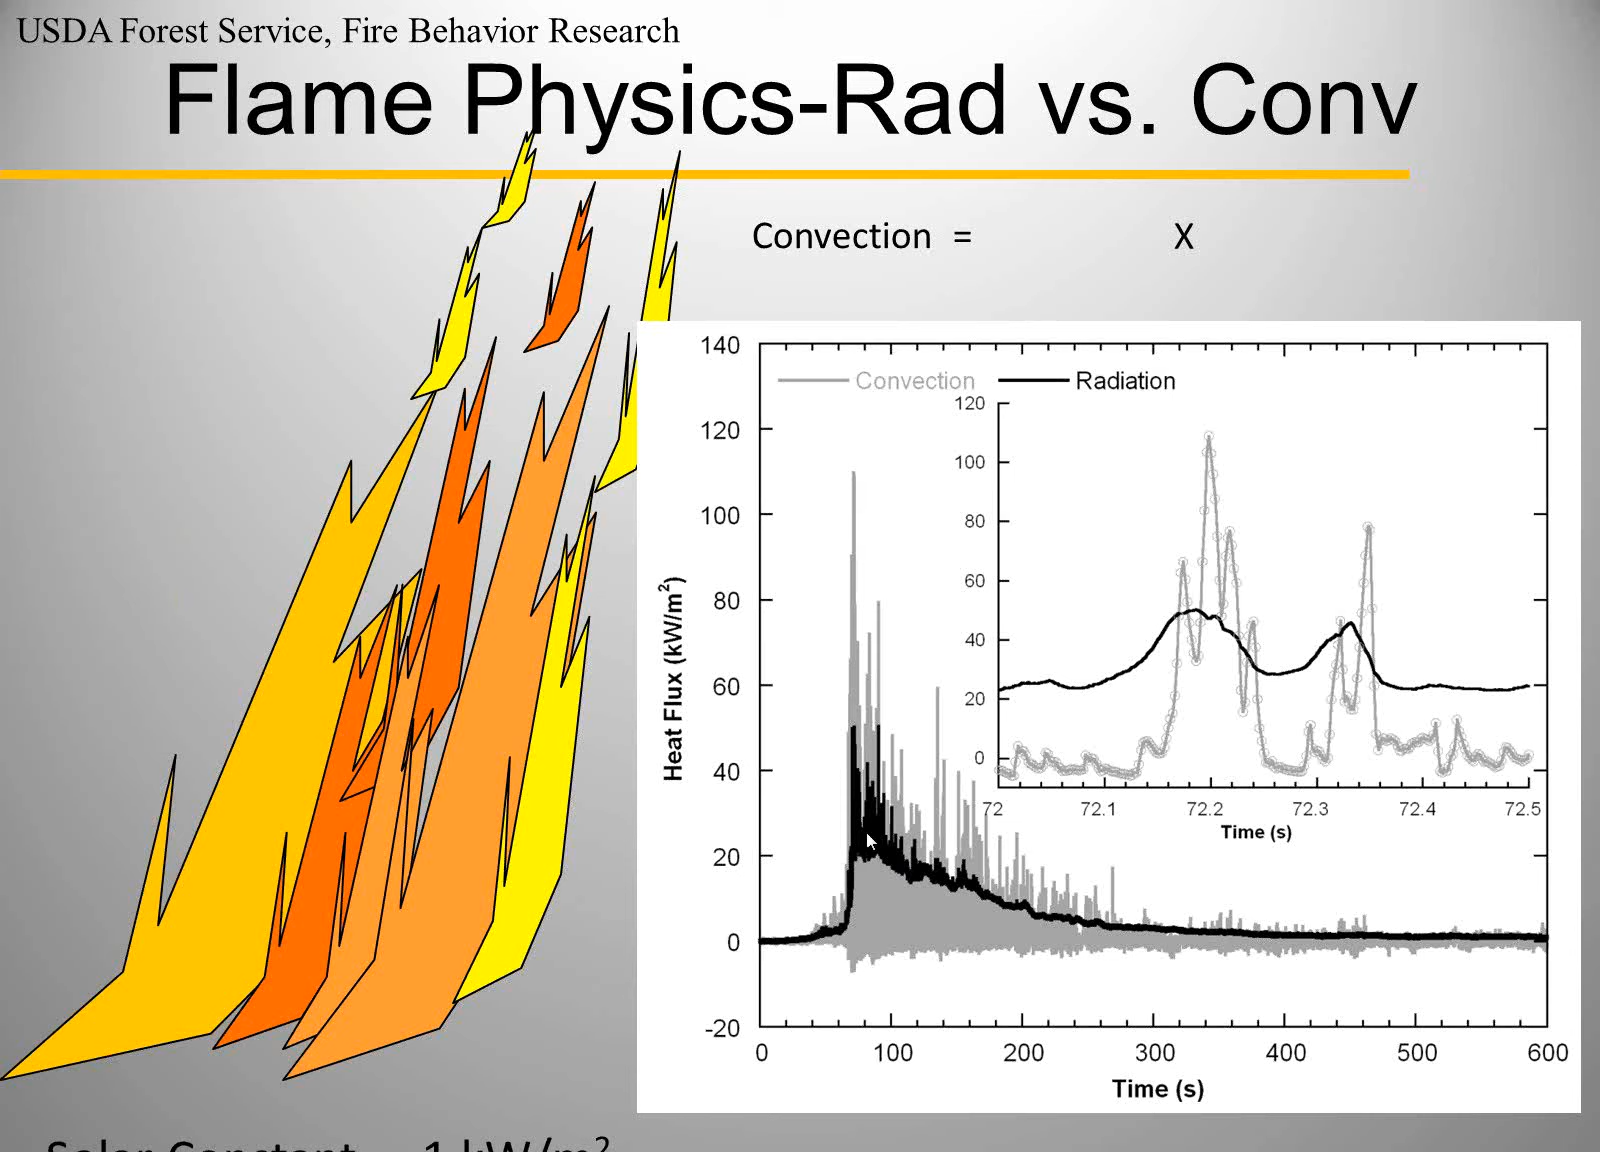 USDA Forest Service, Fire Behavior Research
Flame Physics-Rad vs. Conv
Convection = X
Convection Radiation
140
120
100
80
60
40
20
0
-20
Heat Flux (kW/m²)
0 100 200 300 400 500 600
Time (s)
120
100
80
60
40
20
0
72 72.1 72.2 72.3 72.4 72.5
Time (s)
Solar Constant 1 kW/m²